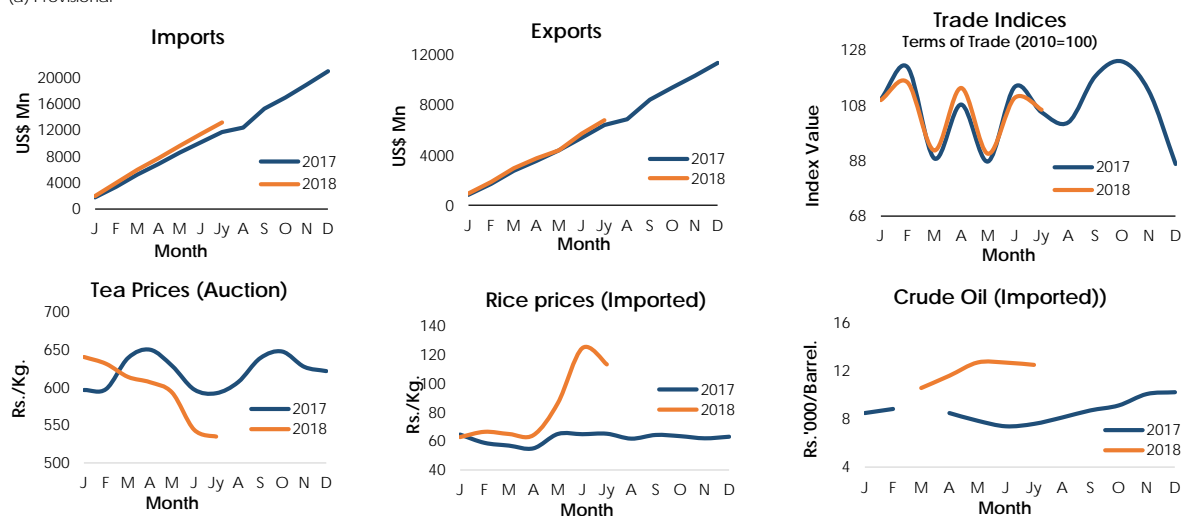 (a) Provisional
Imports
US$ Mn
20000
16000
12000
8000
4000
0
2017
2018
J F M A M J Jy A S O N D
Month
Exports
US$ Mn
12000
8000
4000
0
2017
2018
J F M A M J Jy A S O N D
Month
Trade Indices
Terms of Trade (2010=100)
Index Value
128
108
88
68
2017
2018
J F M A M J Jy A S O N D
Month
Tea Prices (Auction)
Rs./Kg.
700
650
600
550
500
2017
2018
J F M A M J Jy A S O N D
Month
Rice prices (Imported)
Rs./Kg.
140
120
100
80
60
40
2017
2018
J F M A M J Jy A S O N D
Month
Crude Oil (Imported))
Rs.'000/Barrel.
16
12
8
4
2017
2018
J F M A M J Jy A S O N D
Month